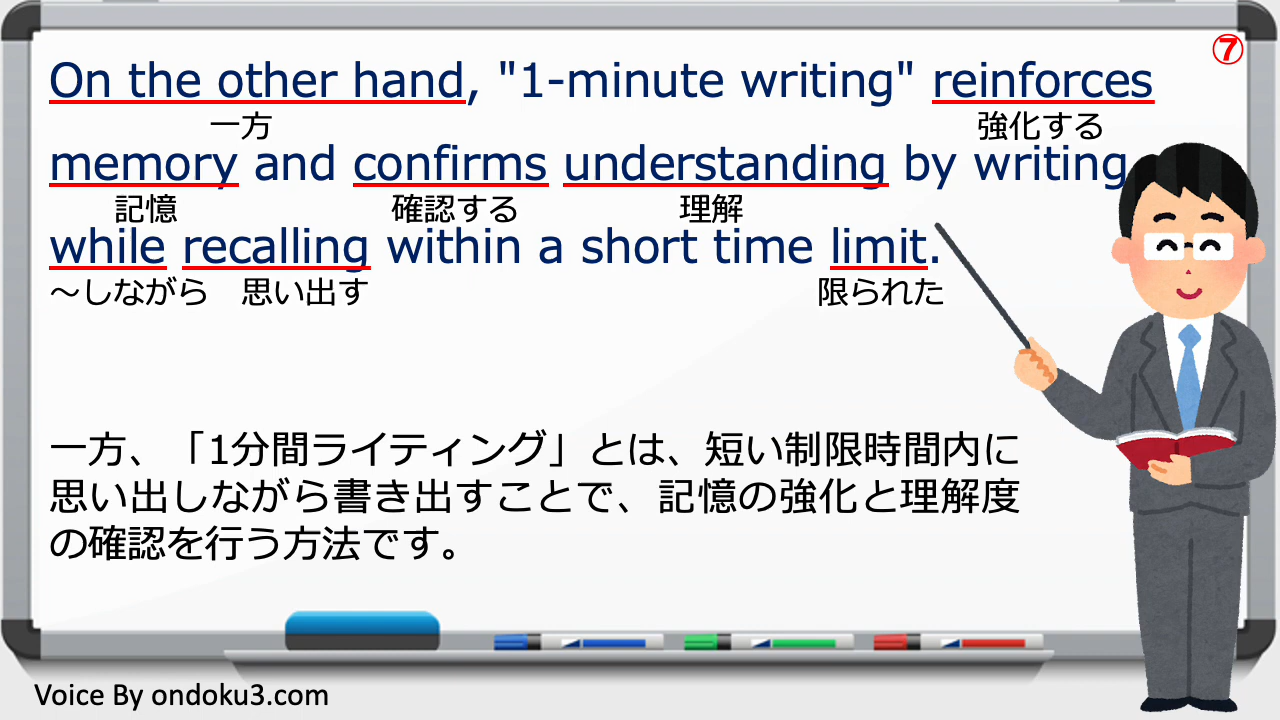 ⑦
On the other hand, "1-minute writing" reinforces
一方 強化する
memory and confirms understanding by writing
記憶 確認する 理解
while recalling within a short time limit.
～しながら 思い出す 限られた
一方、「1分間ライティング」とは、短い制限時間内に
思い出しながら書き出すことで、記憶の強化と理解度
の確認を行う方法です。
Voice By ondoku3.com